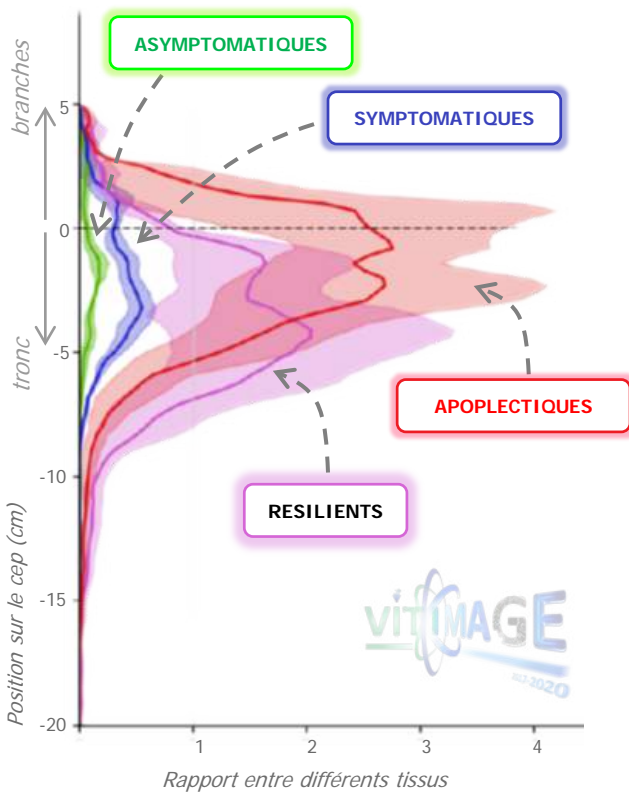 ASYMPTOMATIQUES
SYMPTOMATIQUES
branches
5
0
tronc
-5
APOPLECTIQUES
-10
RESILIENTS
-15
VITIMAGE
2020
-20
1 2 3 4
Position sur le cep (cm)
Rapport entre différents tissus